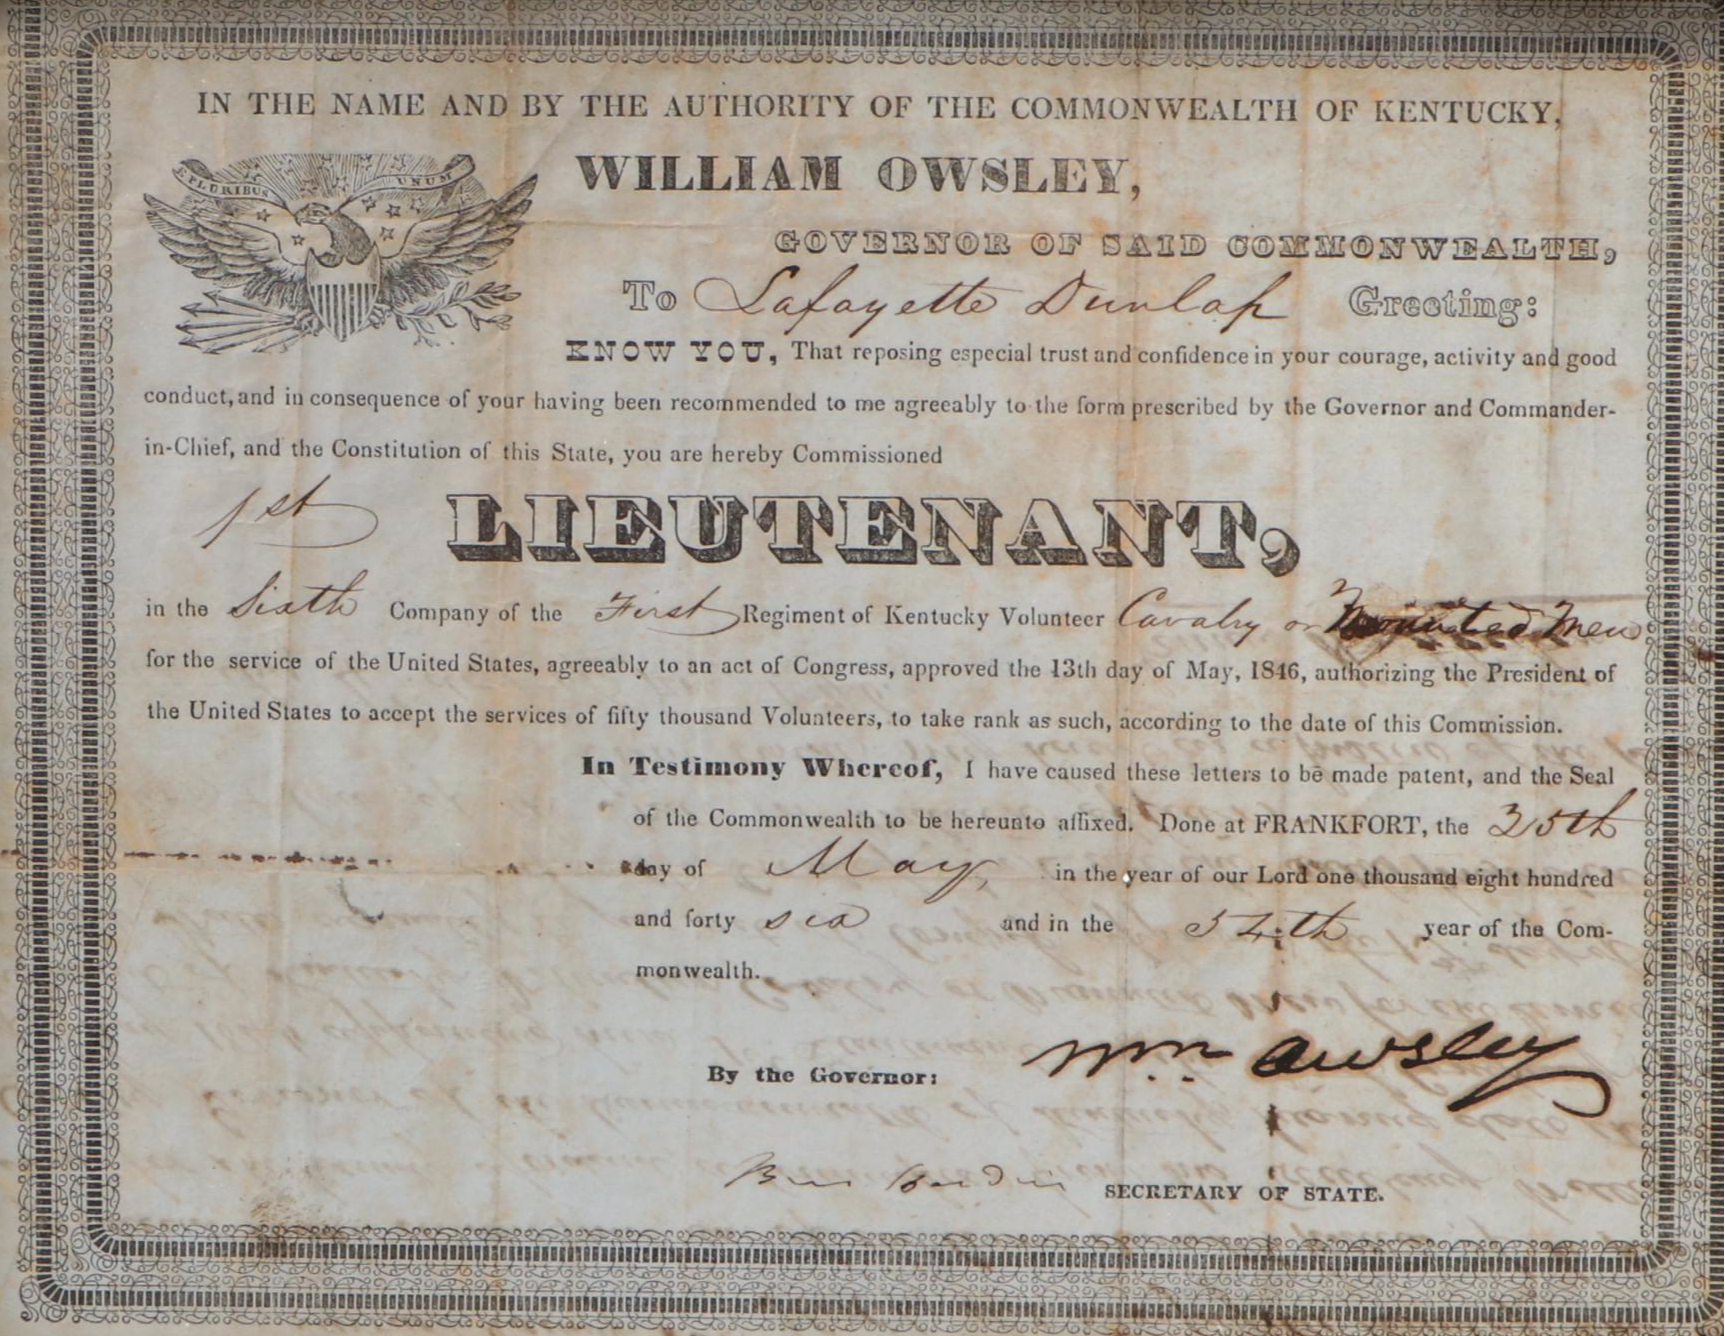 IN THE NAME AND BY THE AUTHORITY OF THE COMMONWEALTH OF KENTUCKY,
E PLURIBUS UNUM
WILLIAM OWSLEY,
GOVERNOR OF SAID COMMONWEALTH,
To Lafayette Dunlap Greeting:
KNOW YOU, That reposing especial trust and confidence in your courage, activity and good
conduct, and in consequence of your having been recommended to me agreeably to the form prescribed by the Governor and Commander-
in-Chief, and the Constitution of this State, you are hereby Commissioned
1st LIEUTENANT,
in the Sixth Company of the First Regiment of Kentucky Volunteer Cavalry or Mounted Men
for the service of the United States, agreeably to an act of Congress, approved the 13th day of May, 1846, authorizing the President of
the United States to accept the services of fifty thousand Volunteers, to take rank as such, according to the date of this Commission.
In Testimony Whereof, I have caused these letters to be made patent, and the Seal
of the Commonwealth to be hereunto affixed. Done at FRANKFORT, the 25th
day of May, in the year of our Lord one thousand eight hundred
and forty six and in the 54th year of the Com-
monwealth.
Wm Owsley
By the Governor:
Ben Hardin SECRETARY OF STATE.